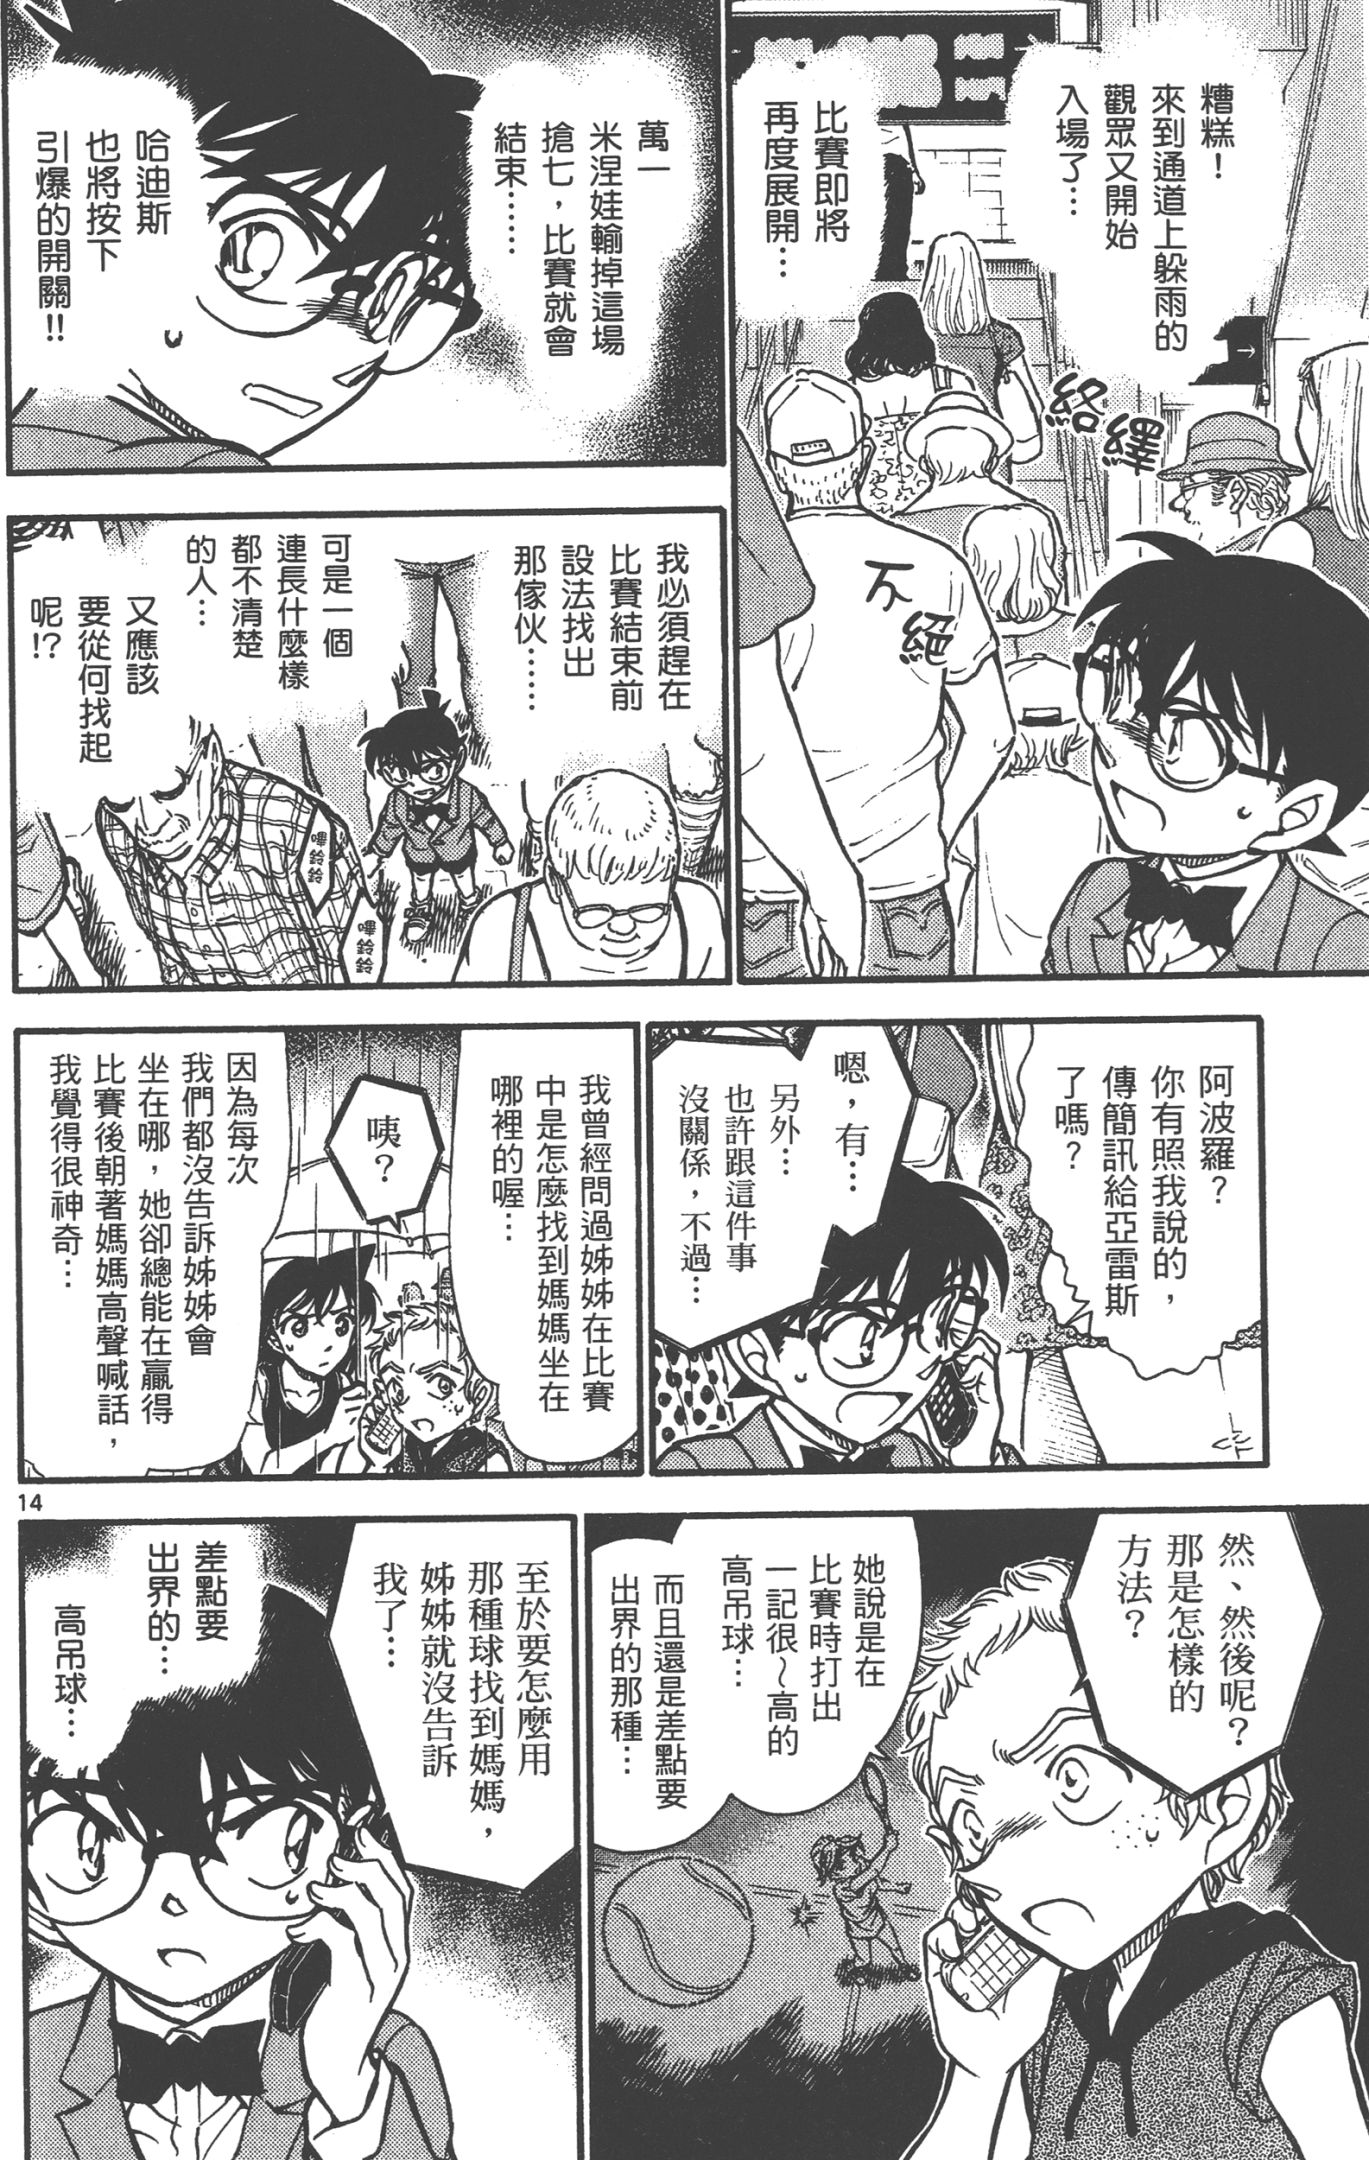 糟糕！
來到通道上躲雨的
觀眾又開始
入場了…
比賽即將
再度展開…
絡繹
不絕
萬一
米涅娃輸掉這場
搶七，比賽就會
結束……
哈迪斯
也將按下
引爆的開關!!
我必須趕在
比賽結束前
設法找出
那傢伙……
可是一個
連長什麼樣
都不清楚
的人…
又應該
要從何找起
呢!?
嗶鈴鈴
嗶鈴鈴
阿波羅？
你有照我說的，
傳簡訊給亞雷斯
了嗎？
嗯，有…
另外…
也許跟這件事
沒關係，不過…
我曾經問過姊姊在比賽
中是怎麼找到媽媽坐在
哪裡的喔…
咦？
因為每次
我們都沒告訴姊姊會
坐在哪，她卻總能在贏得
比賽後朝著媽媽高聲喊話，
我覺得很神奇…
14
然、然後呢？
那是怎樣的
方法？
她說是在
比賽時打出
一記很～高的
高吊球…
而且還是差點要
出界的那種…
至於要怎麼用
那種球找到媽媽，
姊姊就沒告訴
我了…
差點要
出界的…
高吊球…